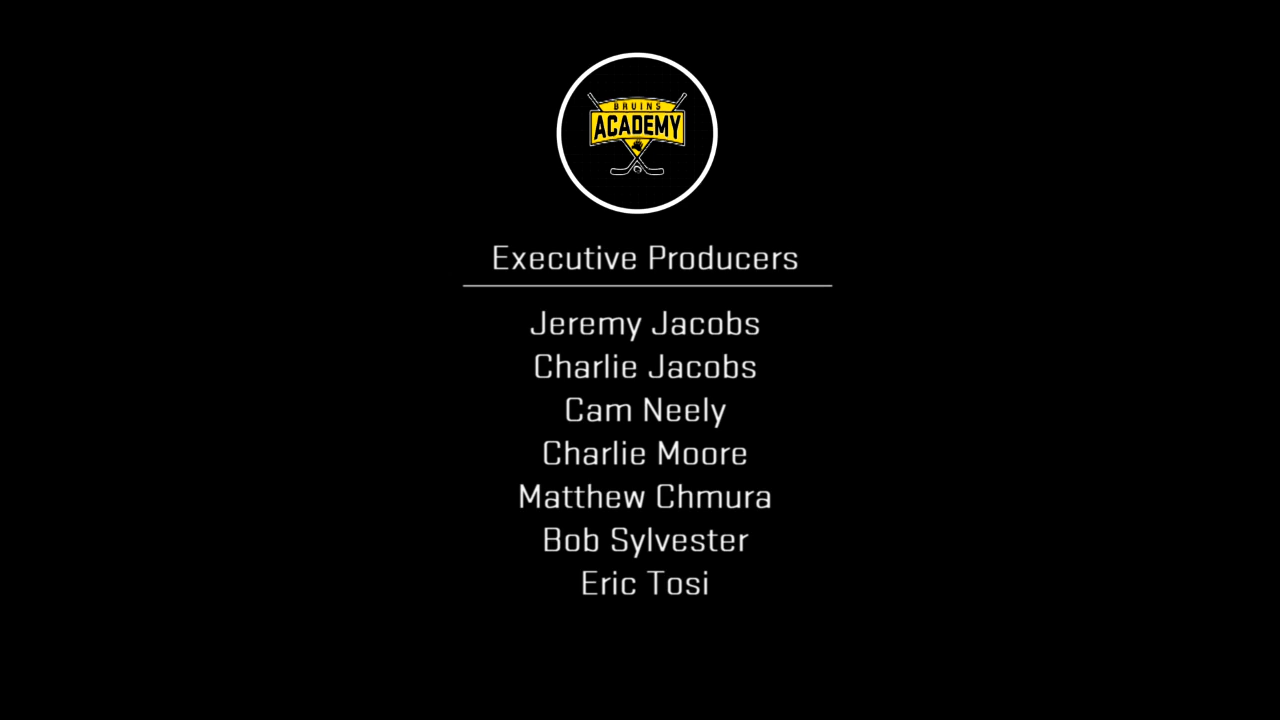 BRUINS
ACADEMY
Executive Producers
Jeremy Jacobs
Charlie Jacobs
Cam Neely
Charlie Moore
Matthew Chmura
Bob Sylvester
Eric Tosi